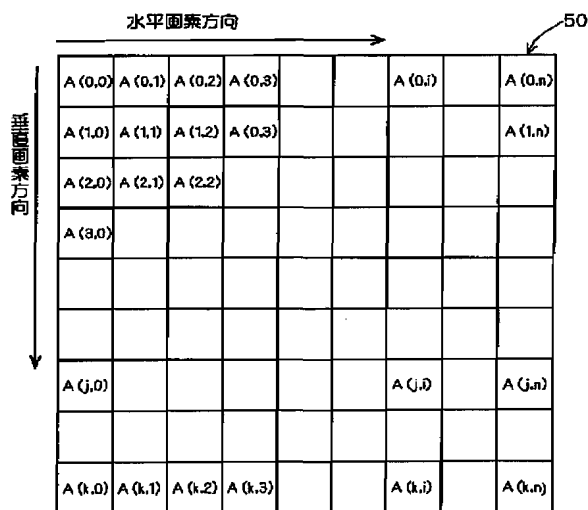 水平画素方向
50
垂直画素方向
A (0,0) A (0,1) A (0,2) A (0,3) A (0,i) A (0,n)
A (1,0) A (1,1) A (1,2) A (0,3) A (1,n)
A (2,0) A (2,1) A (2,2)
A (3,0)
A (j,0) A (j,i) A (j,n)
A (k,0) A (k,1) A (k,2) A (k,3) A (k,i) A (k,n)